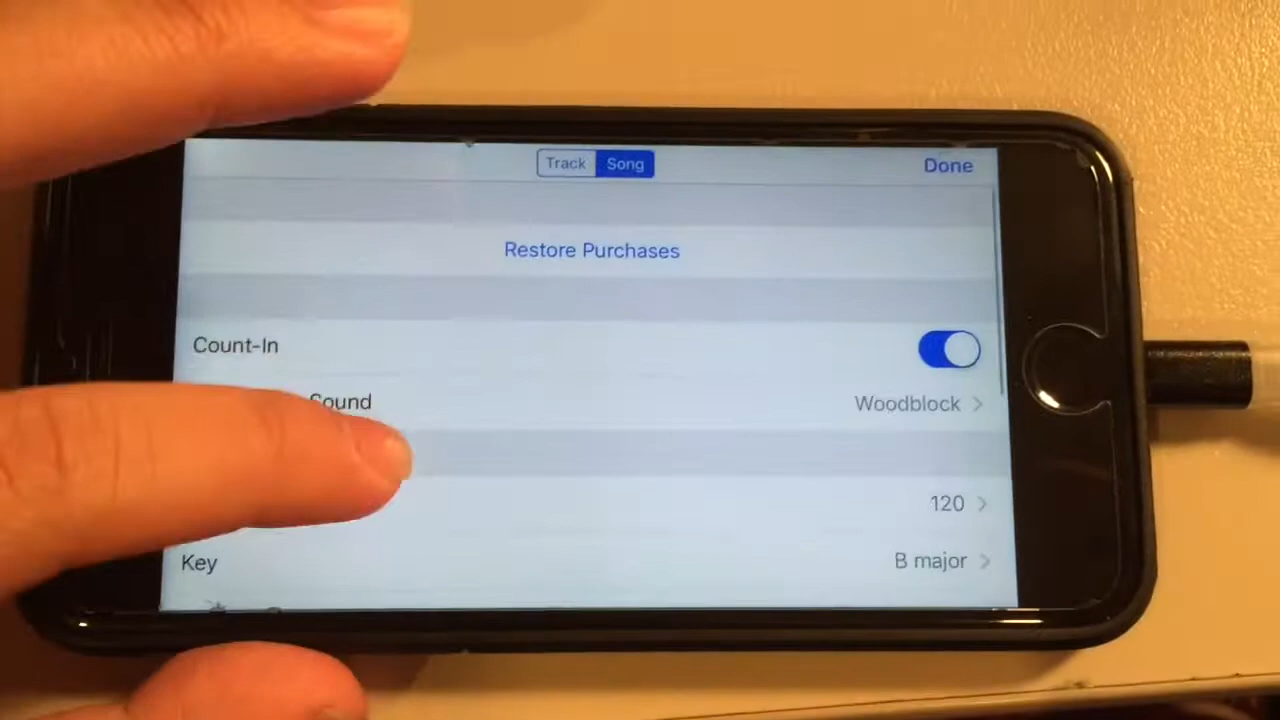 Track Song Done
Restore Purchases
Count-In
Sound Woodblock
120
Key B major